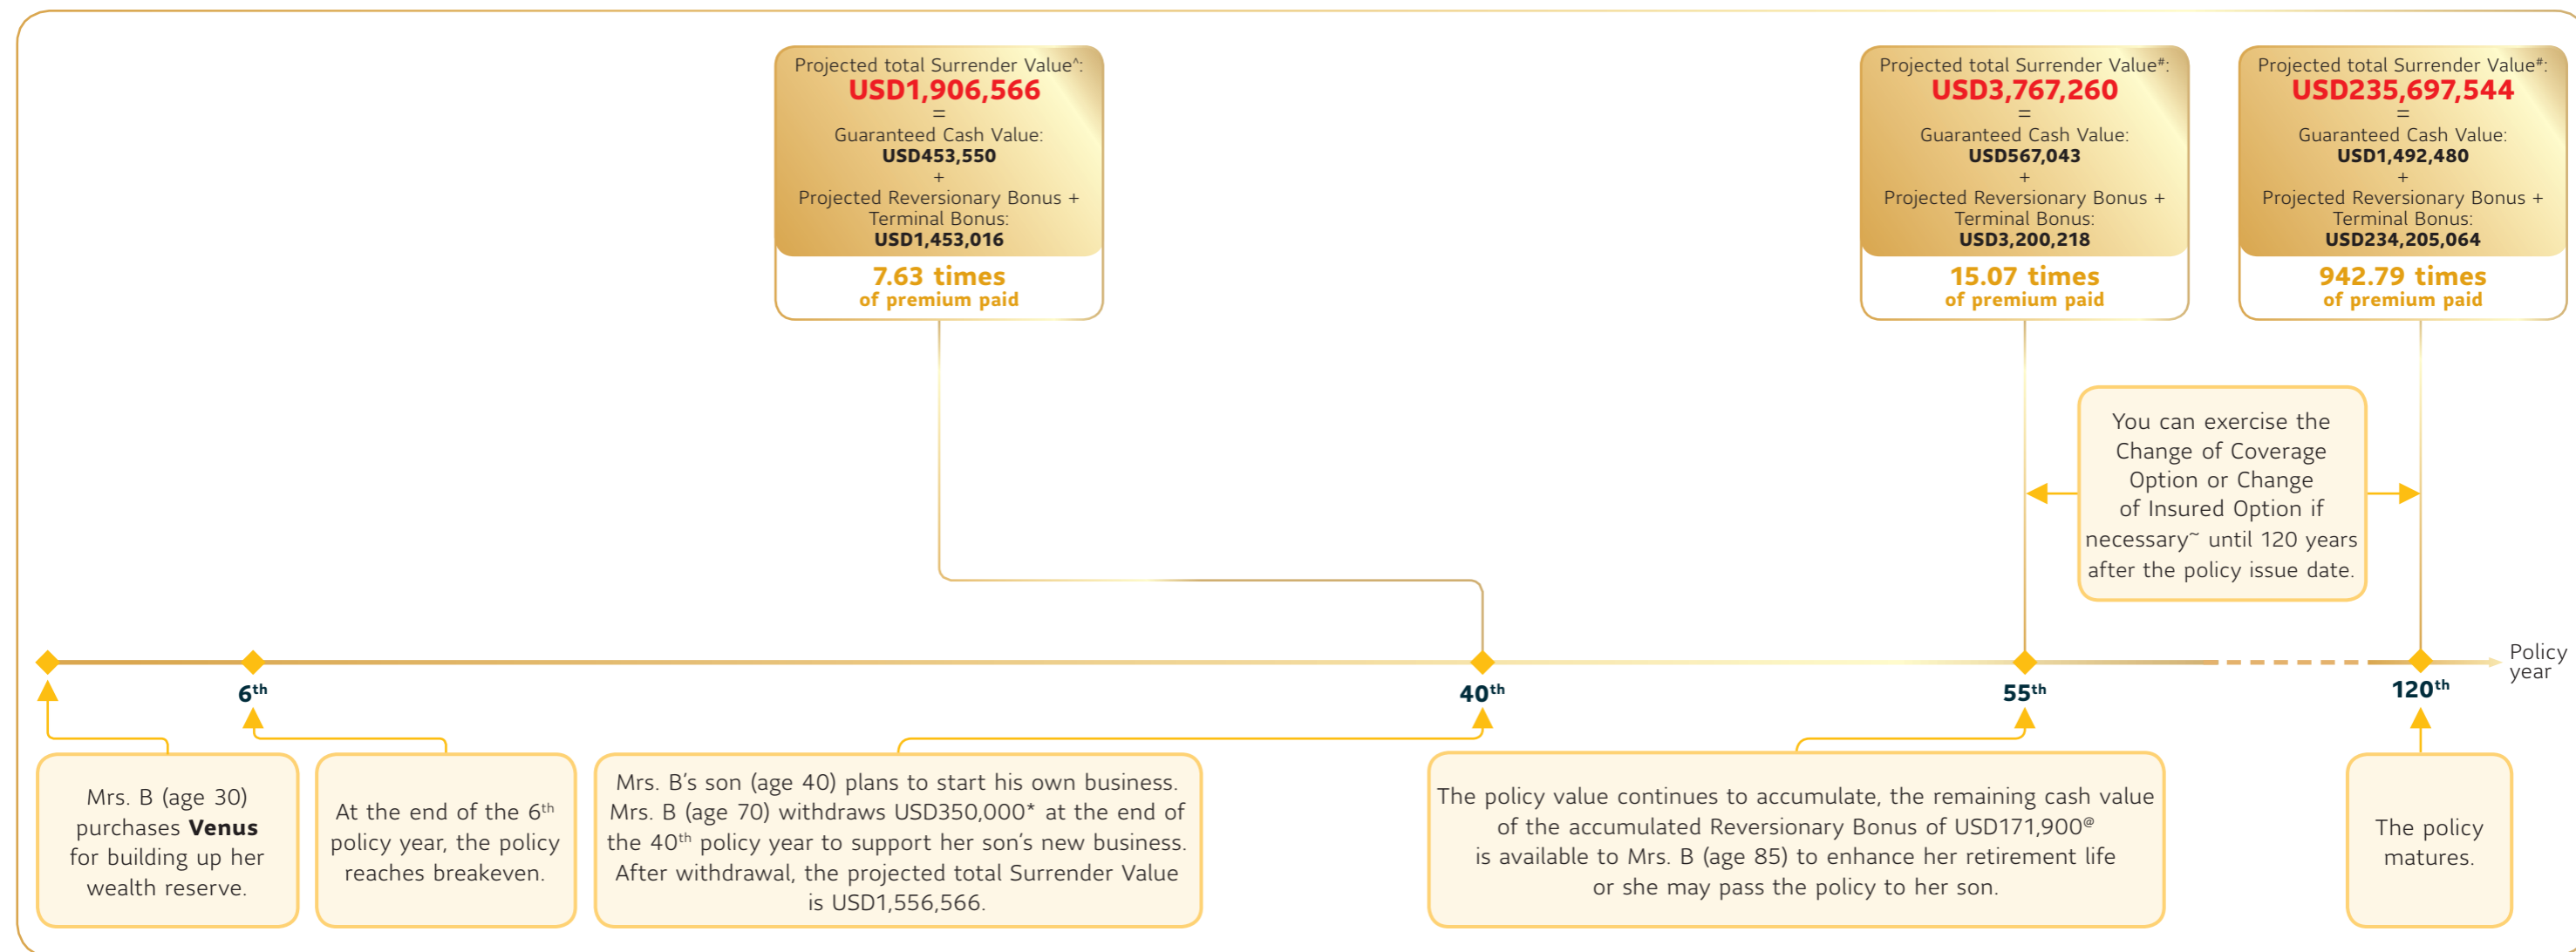 Projected total Surrender Value^:
USD1,906,566
=
Guaranteed Cash Value:
USD453,550
+
Projected Reversionary Bonus +
Terminal Bonus:
USD1,453,016
7.63 times
of premium paid
Projected total Surrender Value#:
USD3,767,260
=
Guaranteed Cash Value:
USD567,043
+
Projected Reversionary Bonus +
Terminal Bonus:
USD3,200,218
15.07 times
of premium paid
Projected total Surrender Value#:
USD235,697,544
=
Guaranteed Cash Value:
USD1,492,480
+
Projected Reversionary Bonus +
Terminal Bonus:
USD234,205,064
942.79 times
of premium paid
You can exercise the
Change of Coverage
Option or Change
of Insured Option if
necessary~ until 120 years
after the policy issue date.
Policy
year
6th
40th
55th
120th
Mrs. B (age 30)
purchases Venus
for building up her
wealth reserve.
At the end of the 6th
policy year, the policy
reaches breakeven.
Mrs. B's son (age 40) plans to start his own business.
Mrs. B (age 70) withdraws USD350,000* at the end of
the 40th policy year to support her son's new business.
After withdrawal, the projected total Surrender Value
is USD1,556,566.
The policy value continues to accumulate, the remaining cash value
of the accumulated Reversionary Bonus of USD171,900@
is available to Mrs. B (age 85) to enhance her retirement life
or she may pass the policy to her son.
The policy
matures.